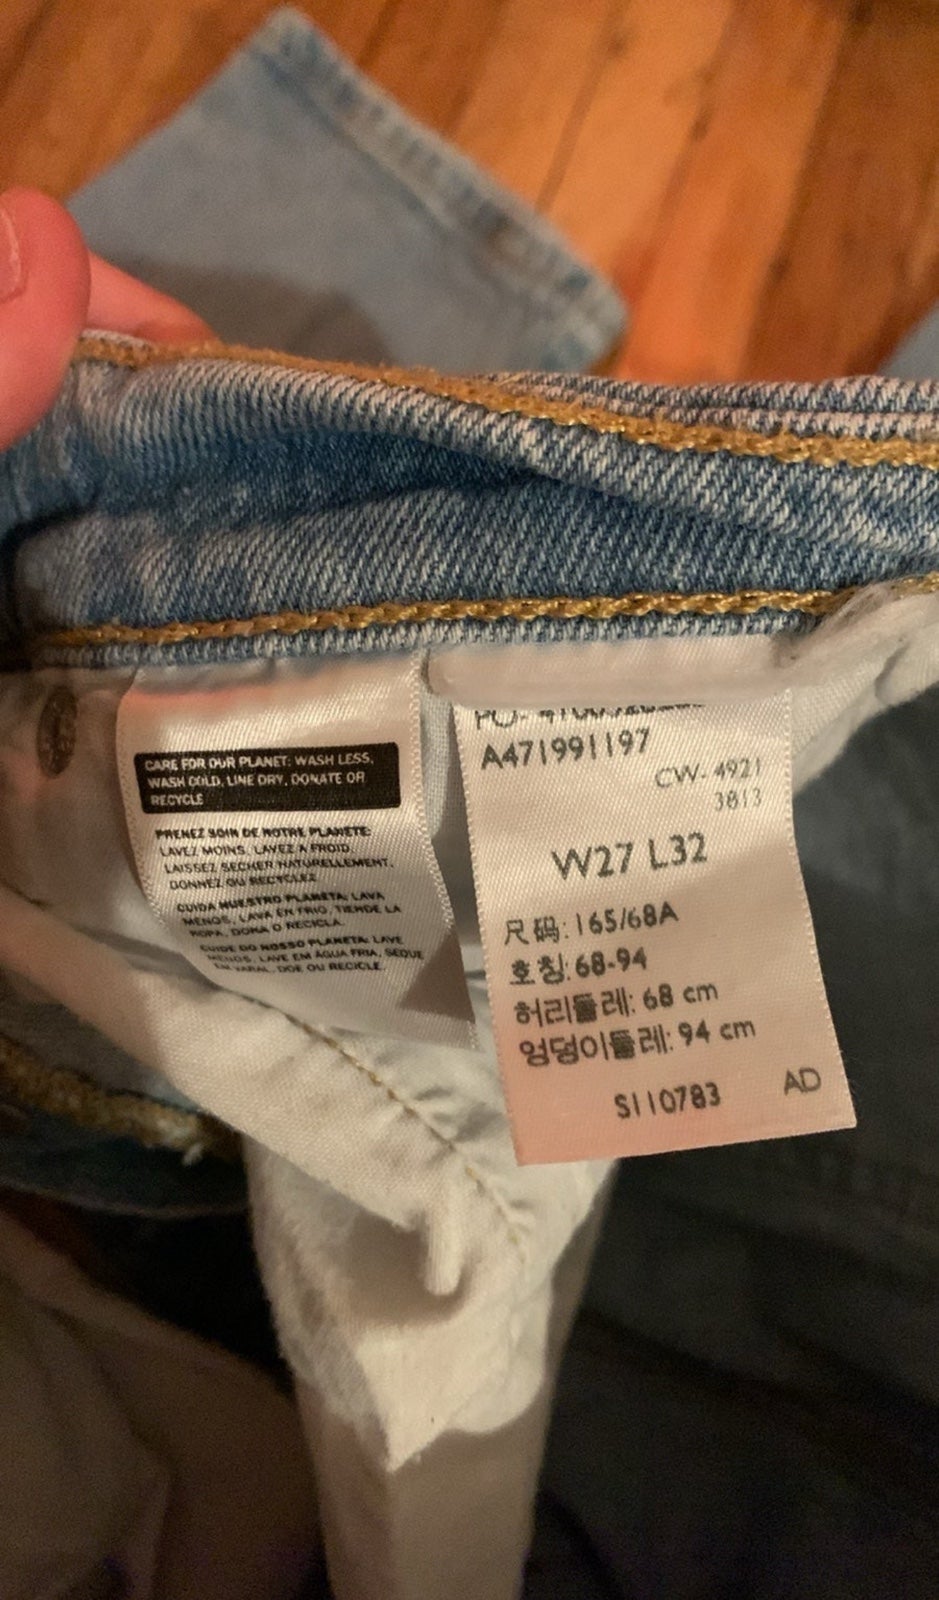 CARE FOR OUR PLANET: WASH LESS,
WASH COLD, LINE DRY, DONATE OR
RECYCLE
PRENEZ SOIN DE NOTRE PLANÈTE:
LAVEZ MOINS, LAVEZ A FROID,
LAISSEZ SECHER NATURELLEMENT,
DONNEZ OU RECYCLEZ
CUIDA NUESTRO PLANETA: LAVA
MENOS, LAVA EN FRIO, TIENDE LA
ROPA, DONA O RECICLA.
CUIDE DO NOSSO PLANETA: LAVE
MENOS, LAVE EM ÁGUA FRIA, SEQUE
EM VARAL, DOE OU RECICLE.
A471991197
CW- 4921
3813
W27 L32
尺码: 165/68A
호칭: 68-94
허리둘레: 68 cm
엉덩이둘레: 94 cm
S110783 AD